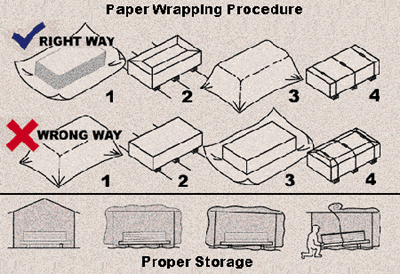 Paper Wrapping Procedure
RIGHT WAY
1 2 3 4
WRONG WAY
1 2 3 4
Proper Storage